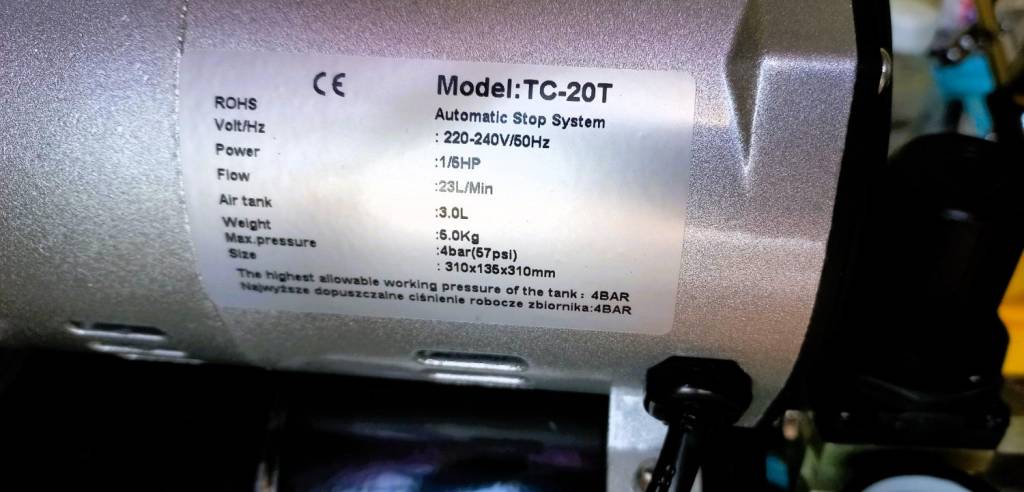 CE Model:TC-20T
ROHS Automatic Stop System
Volt/Hz : 220-240V/50Hz
Power :1/5HP
Flow :23L/Min
Air tank :3.0L
Weight :5.0Kg
Max.pressure :4bar(57psi)
Size : 310x135x310mm
The highest allowable working pressure of the tank: 4BAR
Najwyższe dopuszczalne ciśnienie robocze zbiornika:4BAR